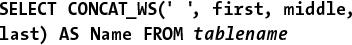 SELECT CONCAT_WS(' ', first, middle,
last) AS Name FROM tablename